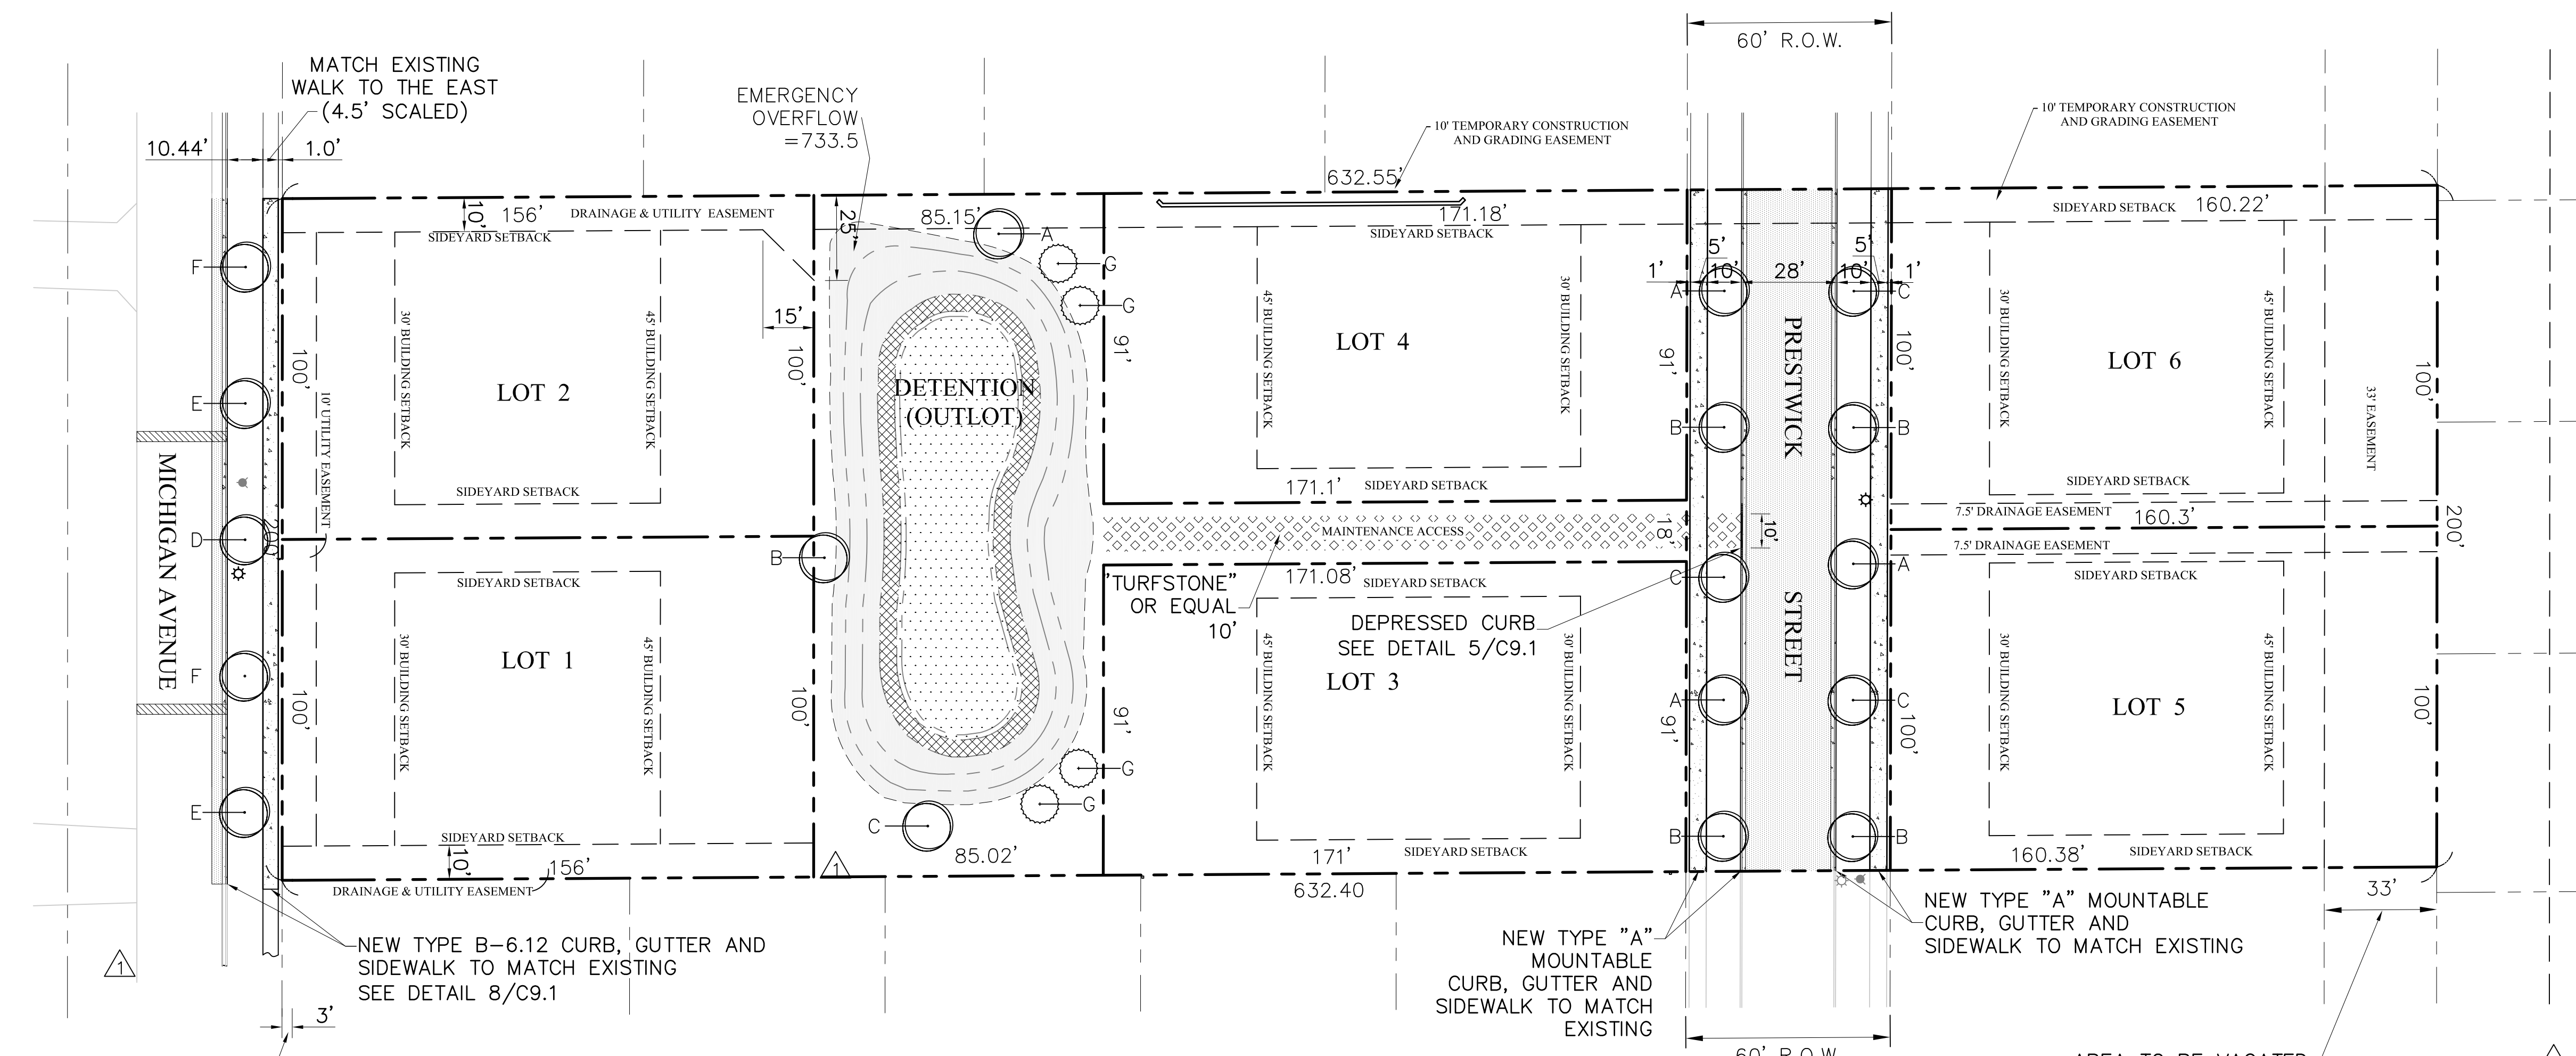 60' R.O.W.
MATCH EXISTING
WALK TO THE EAST
(4.5' SCALED)
10.44'
1.0'
EMERGENCY
OVERFLOW
=733.5
10' TEMPORARY CONSTRUCTION
AND GRADING EASEMENT
10' TEMPORARY CONSTRUCTION
AND GRADING EASEMENT
632.55'
10'
156'
DRAINAGE & UTILITY EASEMENT
SIDEYARD SETBACK
25'
85.15'
A
G
G
171.18'
SIDEYARD SETBACK
SIDEYARD SETBACK
160.22'
5'
5'
1'
10'
28'
10'
1'
F
E
D
F
E
MICHIGAN AVENUE
200'
100'
10' UTILITY EASEMENT
30' BUILDING SETBACK
LOT 2
45' BUILDING SETBACK
15'
100'
SIDEYARD SETBACK
DETENTION
(OUTLOT)
91'
45' BUILDING SETBACK
LOT 4
30' BUILDING SETBACK
91'
171.1'
SIDEYARD SETBACK
A
B
C
A
B
PRESTWICK
STREET
C
B
A
C
B
100'
30' BUILDING SETBACK
LOT 6
45' BUILDING SETBACK
33' EASEMENT
100'
SIDEYARD SETBACK
7.5' DRAINAGE EASEMENT
160.3'
200'
7.5' DRAINAGE EASEMENT
SIDEYARD SETBACK
MAINTENANCE ACCESS
18'
10'
B
"TURFSTONE"
OR EQUAL
10'
171.08'
SIDEYARD SETBACK
DEPRESSED CURB
SEE DETAIL 5/C9.1
SIDEYARD SETBACK
100'
30' BUILDING SETBACK
LOT 1
45' BUILDING SETBACK
100'
SIDEYARD SETBACK
10'
156'
DRAINAGE & UTILITY EASEMENT
G
G
C
85.02'
1
91'
45' BUILDING SETBACK
LOT 3
30' BUILDING SETBACK
91'
171'
SIDEYARD SETBACK
632.40
100'
30' BUILDING SETBACK
LOT 5
45' BUILDING SETBACK
100'
160.38'
SIDEYARD SETBACK
33'
1
NEW TYPE B-6.12 CURB, GUTTER AND
SIDEWALK TO MATCH EXISTING
SEE DETAIL 8/C9.1
3'
NEW TYPE "A"
MOUNTABLE
CURB, GUTTER AND
SIDEWALK TO MATCH
EXISTING
NEW TYPE "A" MOUNTABLE
CURB, GUTTER AND
SIDEWALK TO MATCH EXISTING
60' R.O.W.
AREA TO BE VACATED